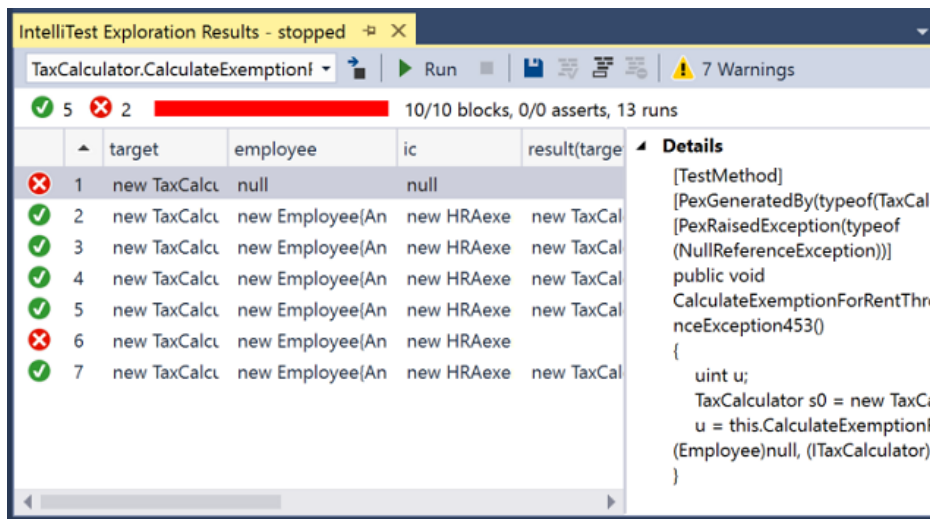 IntelliTest Exploration Results - stopped
TaxCalculator.CalculateExemptionF Run 7 Warnings
5 2 10/10 blocks, 0/0 asserts, 13 runs
target employee ic result(targe
1 new TaxCalcu null null
2 new TaxCalcu new Employee{An new HRAexe new TaxCal
3 new TaxCalcu new Employee{An new HRAexe new TaxCal
4 new TaxCalcu new Employee{An new HRAexe new TaxCal
5 new TaxCalcu new Employee{An new HRAexe new TaxCal
6 new TaxCalcu new Employee{An new HRAexe
7 new TaxCalcu new Employee{An new HRAexe new TaxCal
Details
[TestMethod]
[PexGeneratedBy(typeof(TaxCal
[PexRaisedException(typeof
(NullReferenceException))]
public void
CalculateExemptionForRentThre
nceException453()
{
uint u;
TaxCalculator s0 = new TaxCa
u = this.CalculateExemptionF
(Employee)null, (ITaxCalculator)
}